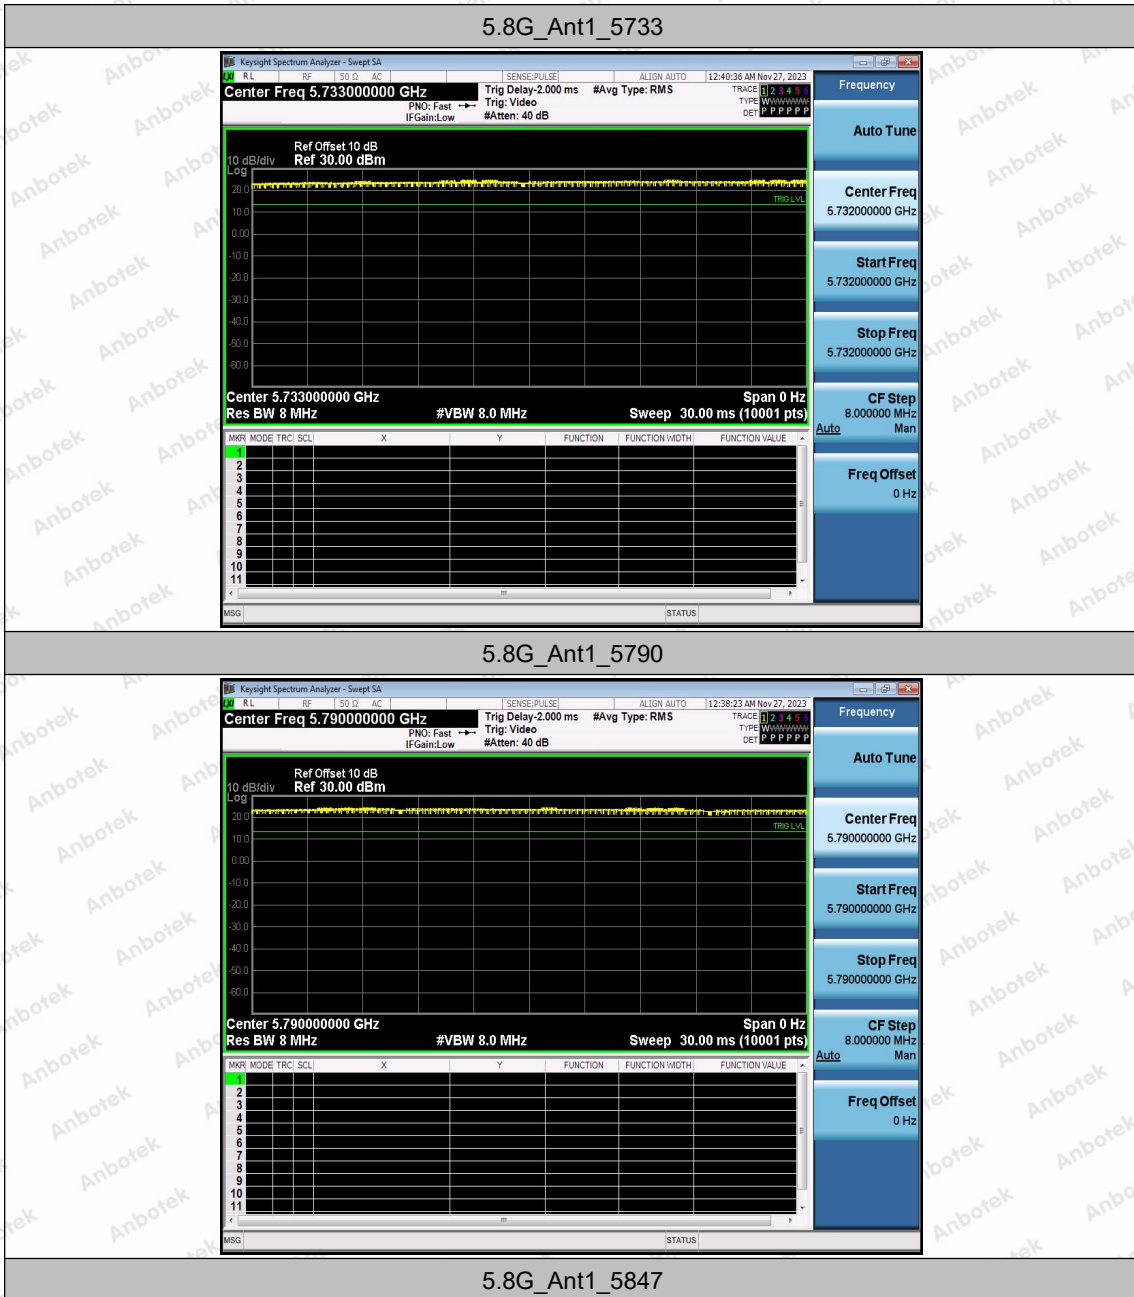 5.8G_Ant1_5733
Keysight Spectrum Analyzer - Swept SA
LXI RL RF 50 Ω AC SENSE:PULSE ALIGN AUTO 12:40:36 AM Nov 27, 2023
Center Freq 5.733000000 GHz
PNO: Fast
IFGain:Low
Trig Delay-2.000 ms
Trig: Video
#Atten: 40 dB
#Avg Type: RMS
TRACE 1 2 3 4 5 6
TYPE WWWWWW
DET P P P P P P
Ref Offset 10 dB
10 dB/div Ref 30.00 dBm
Log
20.0
TRIG LVL
10.0
0.00
-10.0
-20.0
-30.0
-40.0
-50.0
-60.0
Center 5.733000000 GHz Span 0 Hz
Res BW 8 MHz #VBW 8.0 MHz Sweep 30.00 ms (10001 pts)
MKR MODE TRC SCL X Y FUNCTION FUNCTION WIDTH FUNCTION VALUE
1
2
3
4
5
6
7
8
9
10
11
MSG STATUS
Frequency
Auto Tune
Center Freq
5.732000000 GHz
Start Freq
5.732000000 GHz
Stop Freq
5.732000000 GHz
CF Step
8.000000 MHz
Auto Man
Freq Offset
0 Hz
5.8G_Ant1_5790
Keysight Spectrum Analyzer - Swept SA
LXI RL RF 50 Ω AC SENSE:PULSE ALIGN AUTO 12:38:23 AM Nov 27, 2023
Center Freq 5.790000000 GHz
PNO: Fast
IFGain:Low
Trig Delay-2.000 ms
Trig: Video
#Atten: 40 dB
#Avg Type: RMS
TRACE 1 2 3 4 5 6
TYPE WWWWWW
DET P P P P P P
Ref Offset 10 dB
10 dB/div Ref 30.00 dBm
Log
20.0
TRIG LVL
10.0
0.00
-10.0
-20.0
-30.0
-40.0
-50.0
-60.0
Center 5.790000000 GHz Span 0 Hz
Res BW 8 MHz #VBW 8.0 MHz Sweep 30.00 ms (10001 pts)
MKR MODE TRC SCL X Y FUNCTION FUNCTION WIDTH FUNCTION VALUE
1
2
3
4
5
6
7
8
9
10
11
MSG STATUS
Frequency
Auto Tune
Center Freq
5.790000000 GHz
Start Freq
5.790000000 GHz
Stop Freq
5.790000000 GHz
CF Step
8.000000 MHz
Auto Man
Freq Offset
0 Hz
5.8G_Ant1_5847
Anbotek